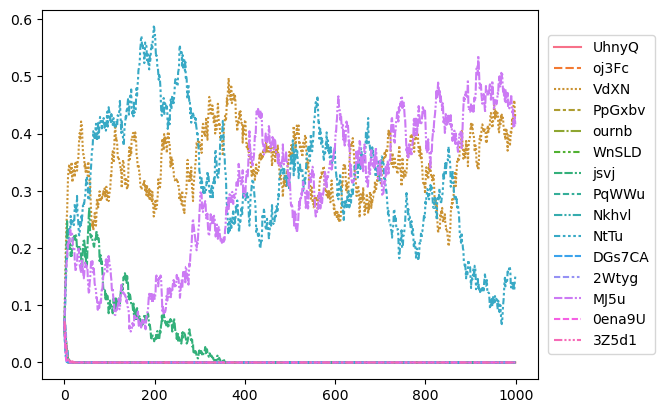 0.6
0.5
0.4
0.3
0.2
0.1
0.0
0
200
400
600
800
1000
UhnyQ
oj3Fc
VdXN
PpGxbv
ournb
WnSLD
jsvj
PqWWu
Nkhvl
NtTu
DGs7CA
2Wtyg
MJ5u
0ena9U
3Z5d1